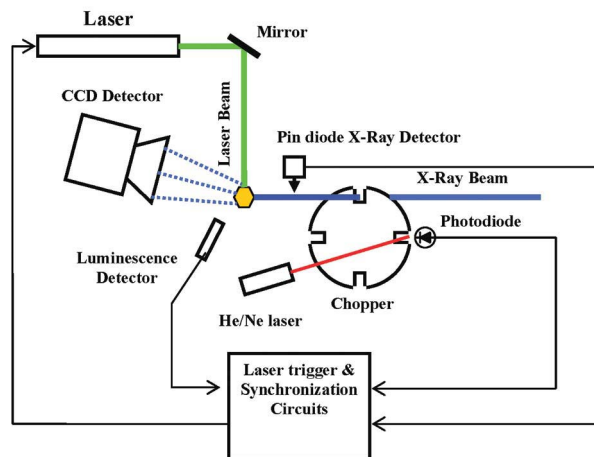 Laser
Mirror
CCD Detector
Laser Beam
Pin diode X-Ray Detector
X-Ray Beam
Photodiode
Luminescence
Detector
Chopper
He/Ne laser
Laser trigger &
Synchronization
Circuits